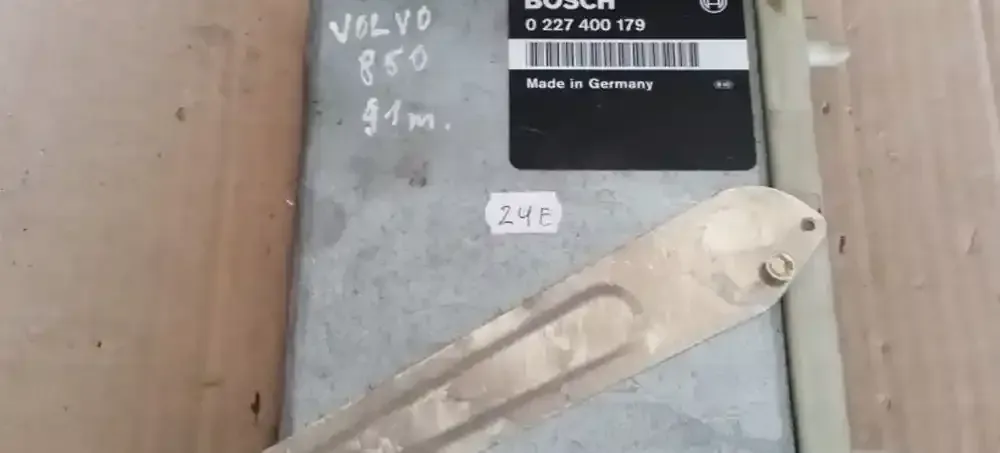 VOLVO
850
91m.
BOSCH
0 227 400 179
Made in Germany
24E